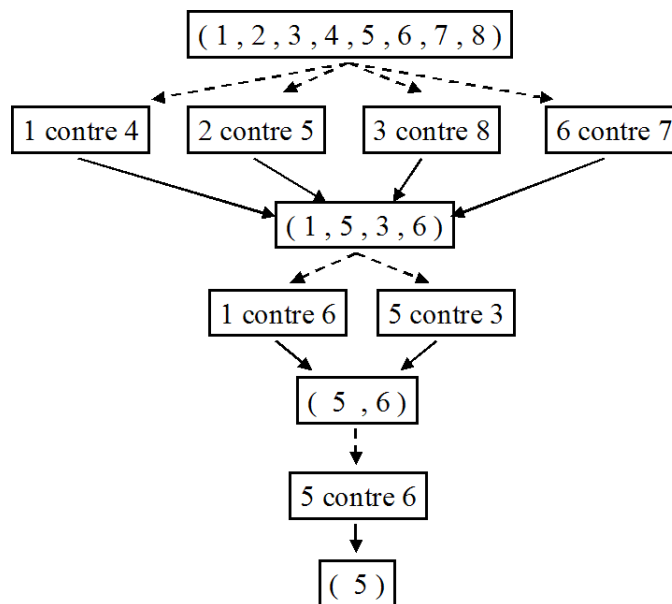 ( 1 , 2 , 3 , 4 , 5 , 6 , 7 , 8 )
1 contre 4
2 contre 5
3 contre 8
6 contre 7
( 1 , 5 , 3 , 6 )
1 contre 6
5 contre 3
( 5 , 6 )
5 contre 6
( 5 )